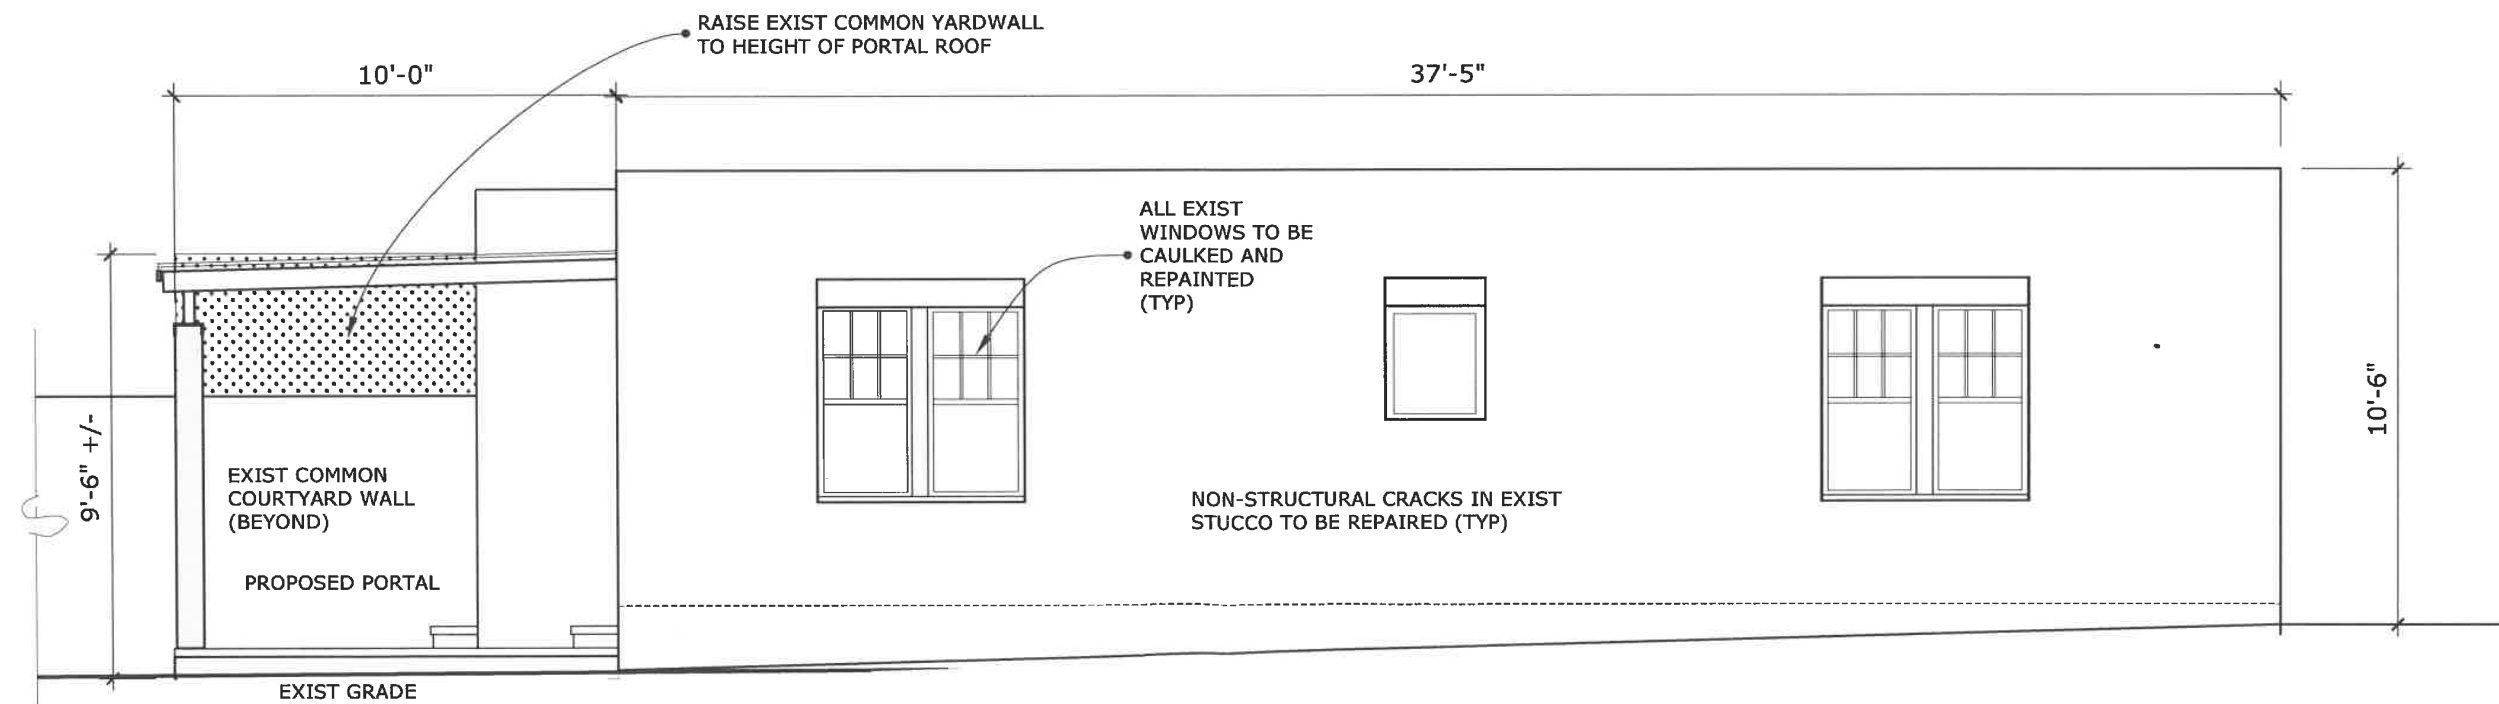 RAISE EXIST COMMON YARDWALL
TO HEIGHT OF PORTAL ROOF
10'-0"
37'-5"
ALL EXIST
WINDOWS TO BE
CAULKED AND
REPAINTED
(TYP)
10'-6"
9'-6" +/-
EXIST COMMON
COURTYARD WALL
(BEYOND)
NON-STRUCTURAL CRACKS IN EXIST
STUCCO TO BE REPAIRED (TYP)
PROPOSED PORTAL
EXIST GRADE